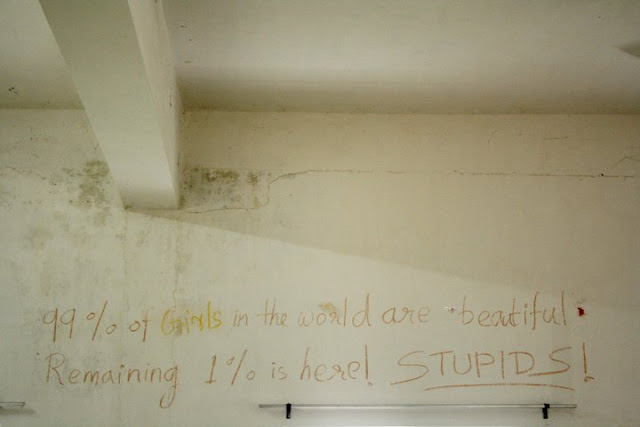 99% of Girls in the world are beatiful!
Remaining 1% is here! STUPIDS!